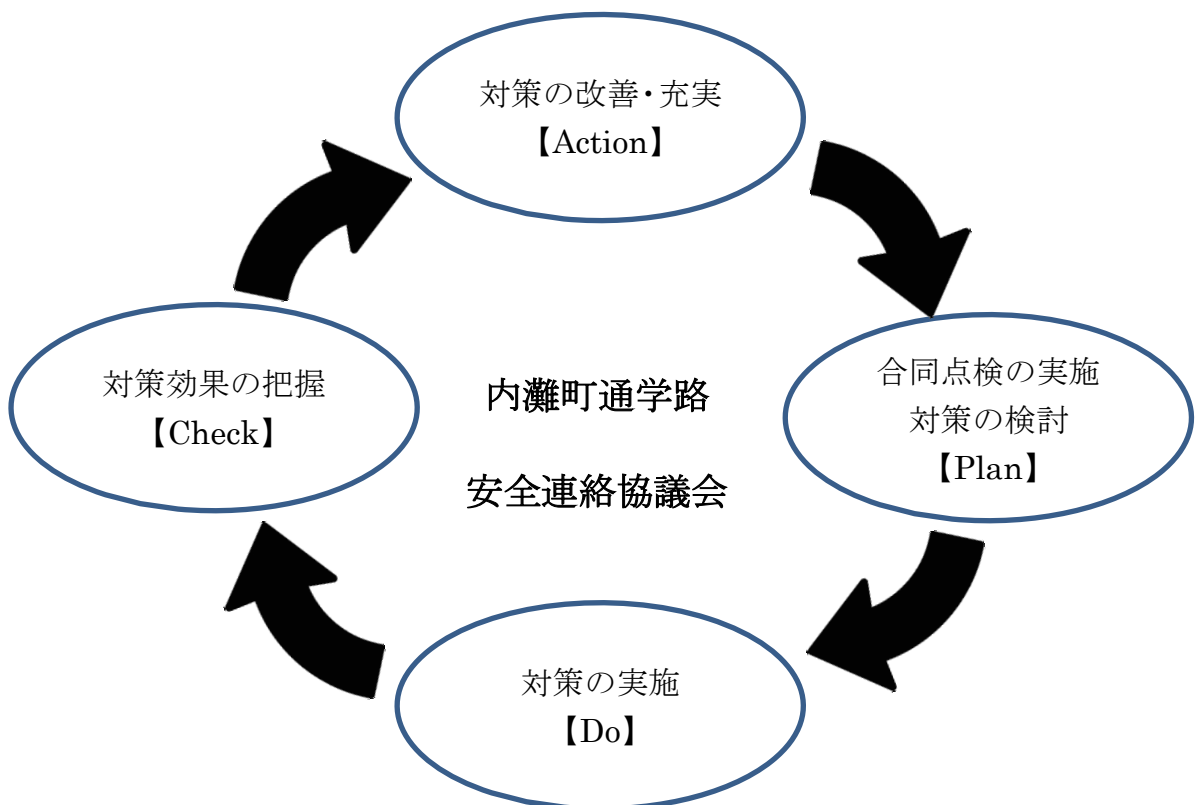 対策の改善・充実
【Action】
対策効果の把握
【Check】
内灘町通学路
安全連絡協議会
合同点検の実施
対策の検討
【Plan】
対策の実施
【Do】